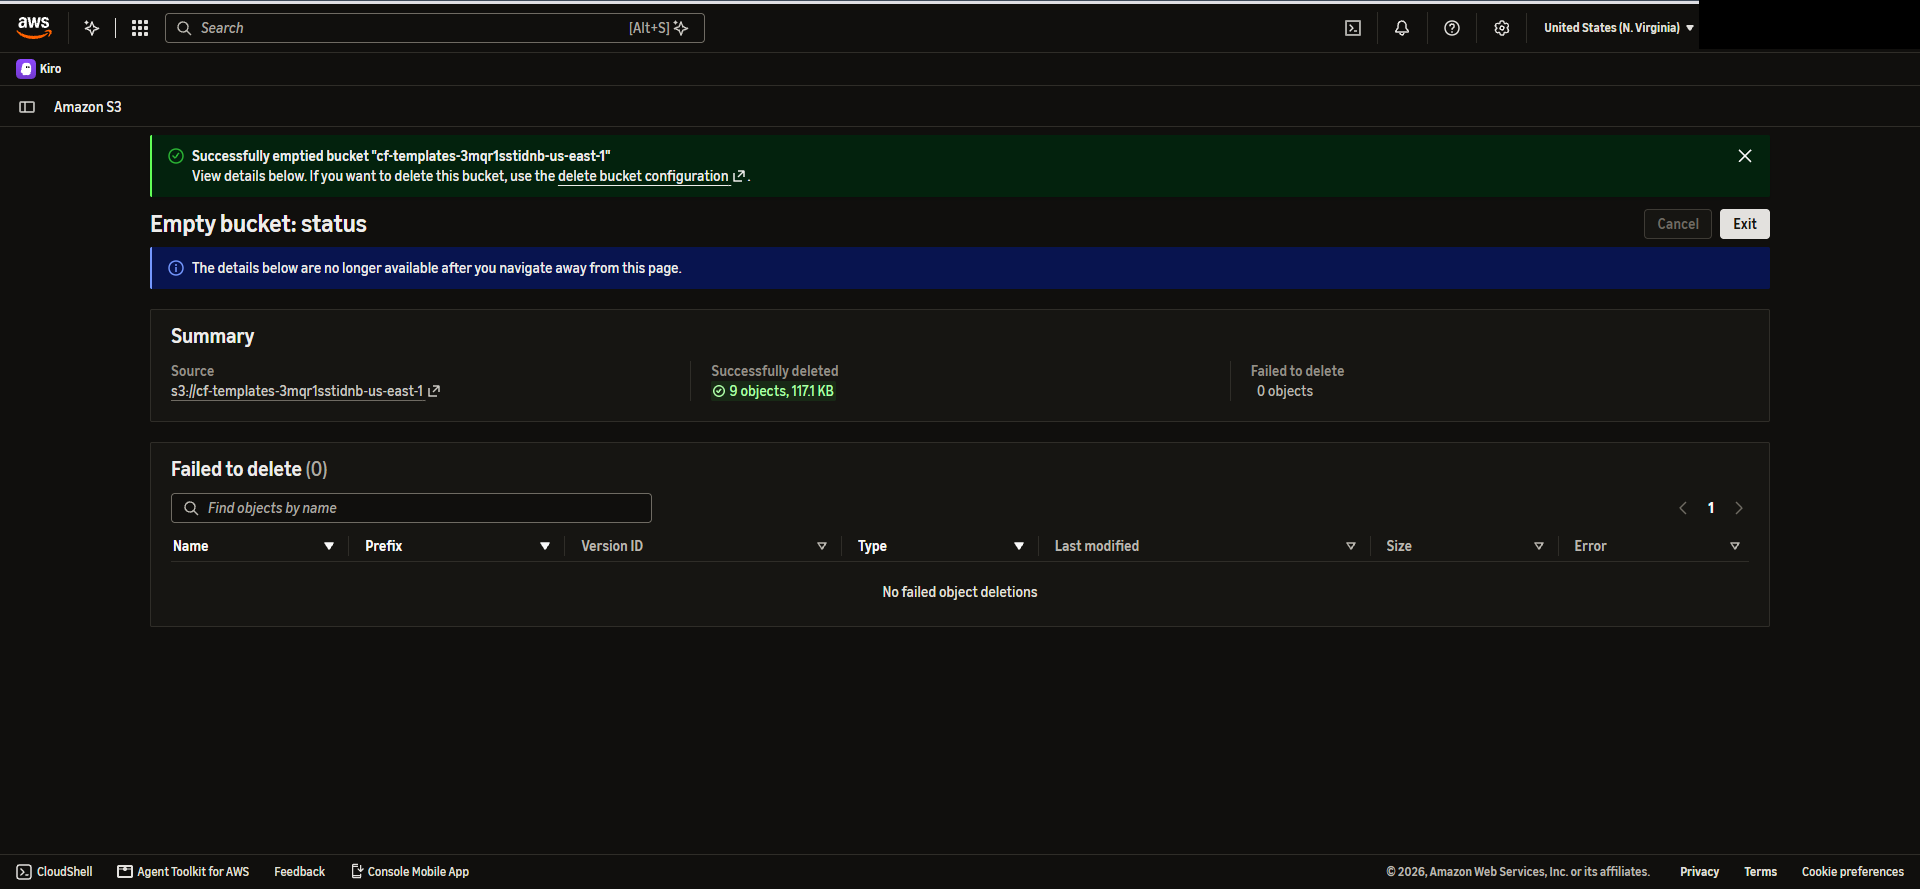 aws
Search [Alt+S]
United States (N. Virginia)
Kiro
Amazon S3
Successfully emptied bucket "cf-templates-3mqr1sstidnb-us-east-1"
View details below. If you want to delete this bucket, use the delete bucket configuration.
Empty bucket: status
Cancel Exit
The details below are no longer available after you navigate away from this page.
Summary
Source Successfully deleted Failed to delete
s3://cf-templates-3mqr1sstidnb-us-east-1 9 objects, 117.1 KB 0 objects
Failed to delete (0)
Find objects by name
1
Name Prefix Version ID Type Last modified Size Error
No failed object deletions
CloudShell Agent Toolkit for AWS Feedback Console Mobile App © 2026, Amazon Web Services, Inc. or its affiliates. Privacy Terms Cookie preferences